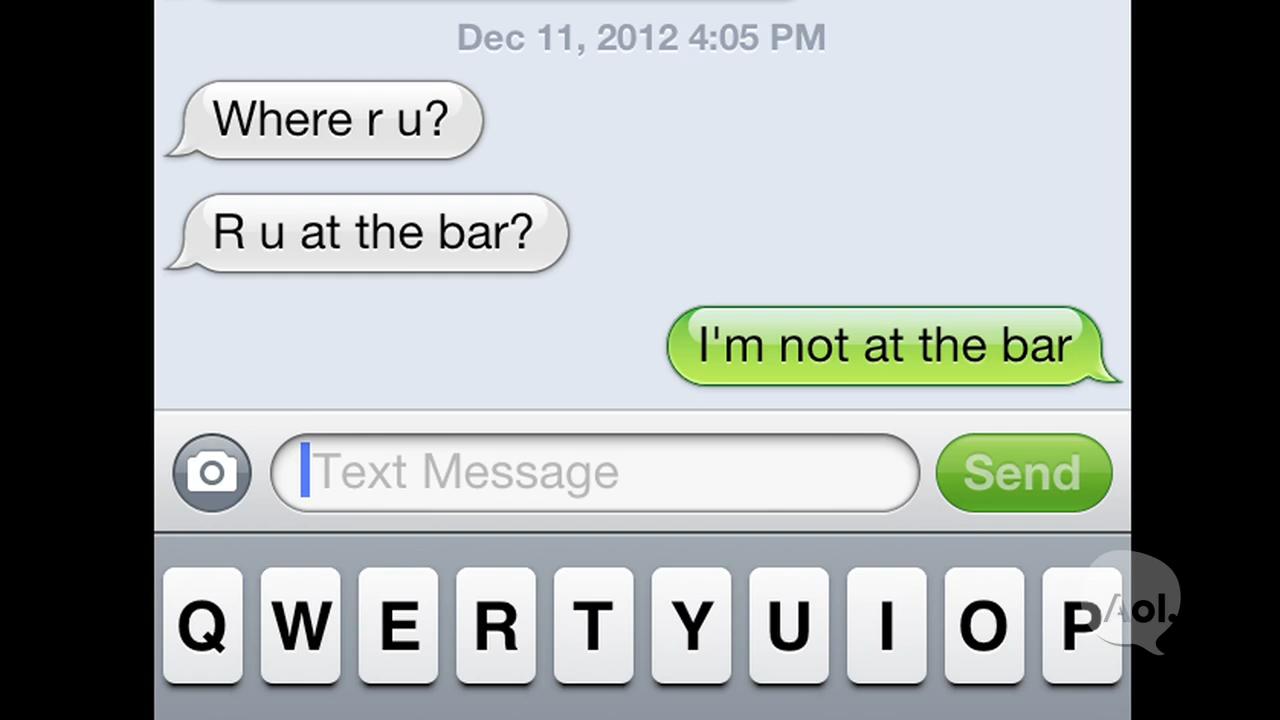 Dec 11, 2012 4:05 PM
Where r u?
R u at the bar?
I'm not at the bar
Text Message
Send
Q W E R T Y U I O P
Aol.